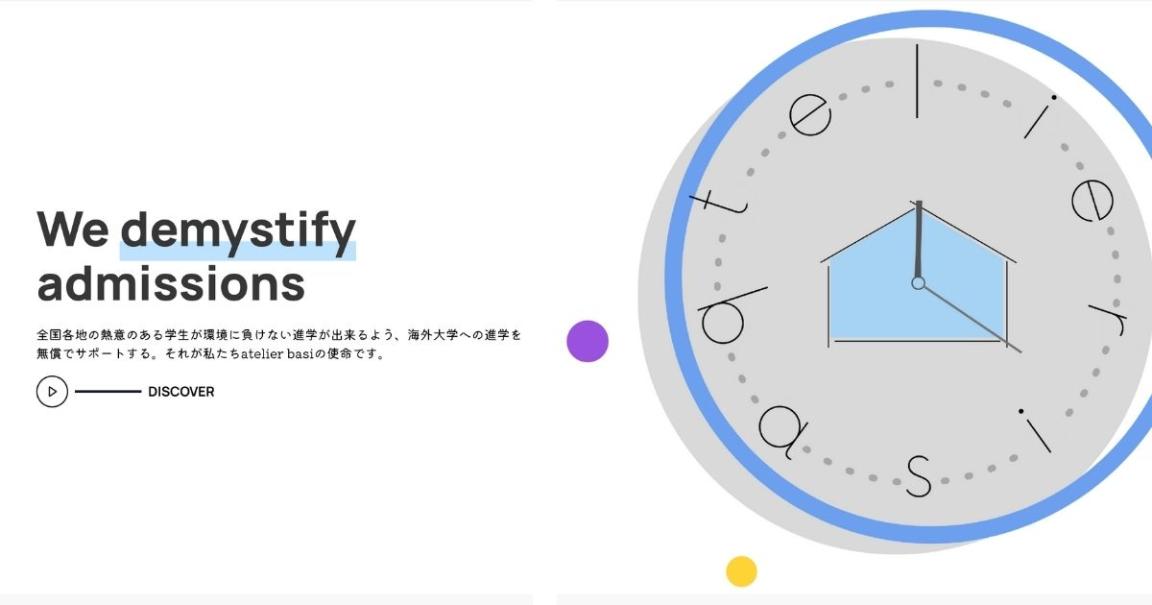 We demystify
admissions
全国各地の熱意のある学生が環境に負けない進学が出来るよう、海外大学への進学を
無償でサポートする。それが私たちatelier basiの使命です。
DISCOVER
atelier
basi